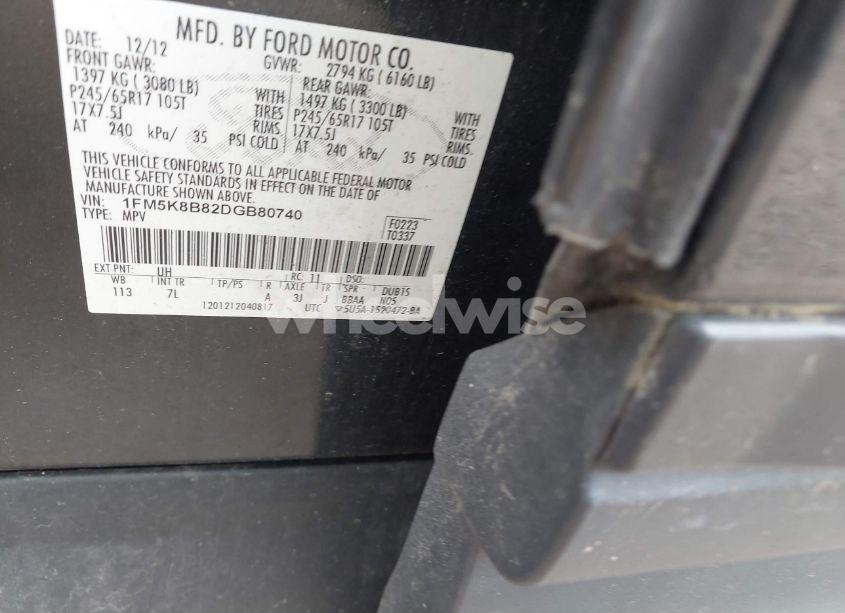 MFD. BY FORD MOTOR CO.
DATE: 12/12 GVWR: 2794 KG ( 6160 LB)
FRONT GAWR: REAR GAWR:
1397 KG ( 3080 LB) WITH 1497 KG ( 3300 LB) WITH
P245/65R17 105T TIRES P245/65R17 105T TIRES
17X7.5J RIMS. 17X7.5J RIMS.
AT 240 kPa/ 35 PSI COLD AT 240 kPa/ 35 PSI COLD
THIS VEHICLE CONFORMS TO ALL APPLICABLE FEDERAL MOTOR
VEHICLE SAFETY STANDARDS IN EFFECT ON THE DATE OF
MANUFACTURE SHOWN ABOVE.
VIN: 1FM5K8B82DGB80740
TYPE: MPV
F0223
T0337
EXT PNT: UH RC: 11 DSO:
WB INT TR TP/PS R AXLE TR SPR DUB15
113 7L A 3J J BBAA N05
1201212040817 UTC
wheelwise